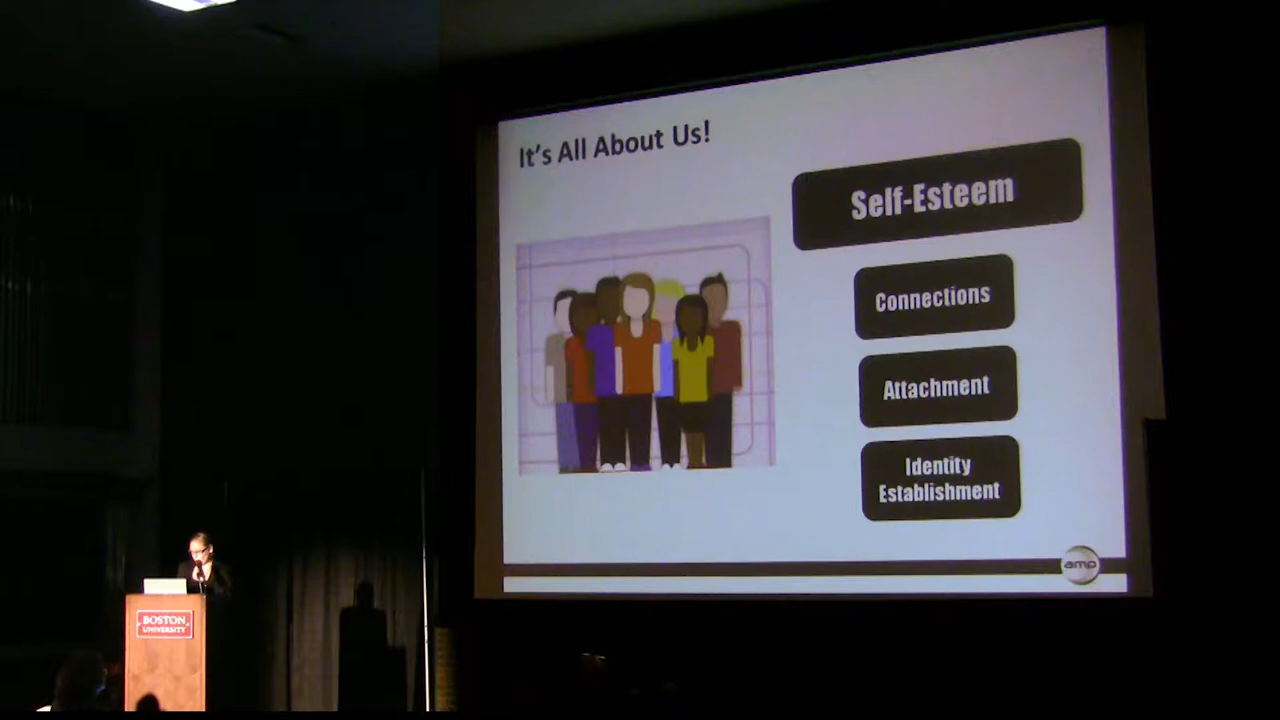 It's All About Us!
Self-Esteem
Connections
Attachment
Identity
Establishment
amp
BOSTON
UNIVERSITY